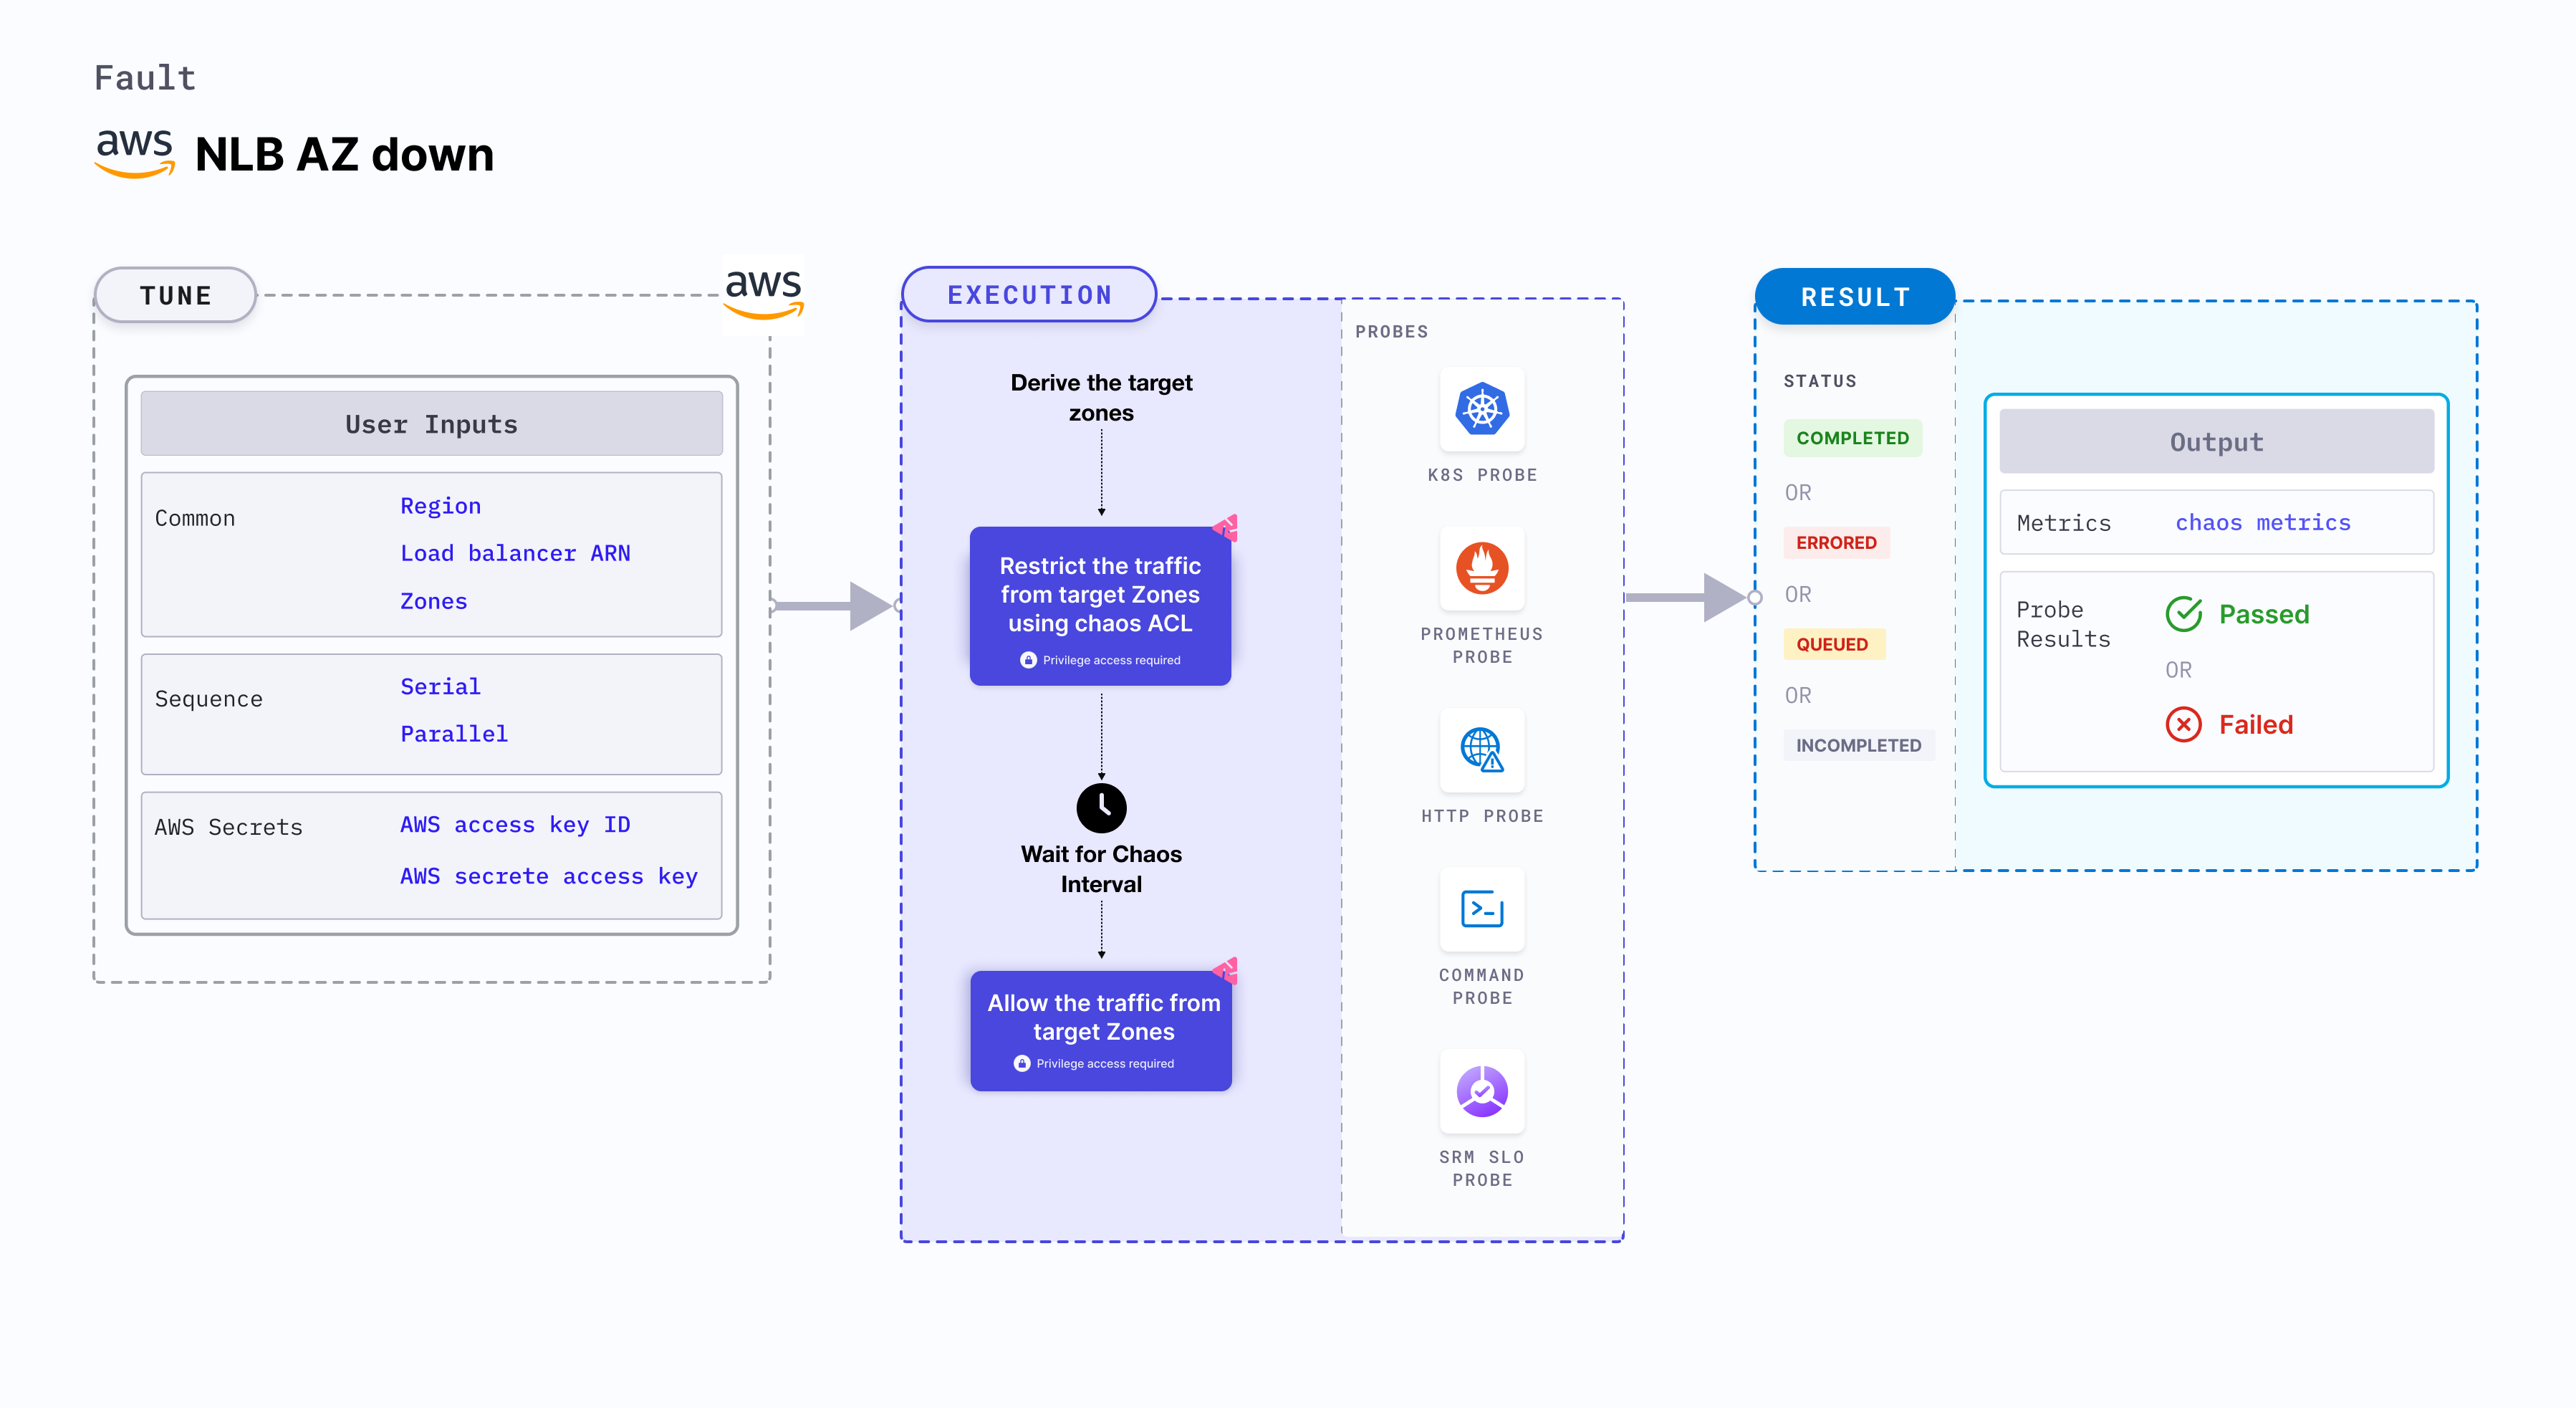 Fault
aws NLB AZ down
TUNE
aws
User Inputs
Common
Region
Load balancer ARN
Zones
Sequence
Serial
Parallel
AWS Secrets
AWS access key ID
AWS secrete access key
EXECUTION
Derive the target
zones
Restrict the traffic
from target Zones
using chaos ACL
Privilege access required
Wait for Chaos
Interval
Allow the traffic from
target Zones
Privilege access required
PROBES
K8S PROBE
PROMETHEUS
PROBE
HTTP PROBE
COMMAND
PROBE
SRM SLO
PROBE
RESULT
STATUS
COMPLETED
OR
ERRORED
OR
QUEUED
OR
INCOMPLETED
Output
Metrics
chaos metrics
Probe
Results
Passed
OR
Failed